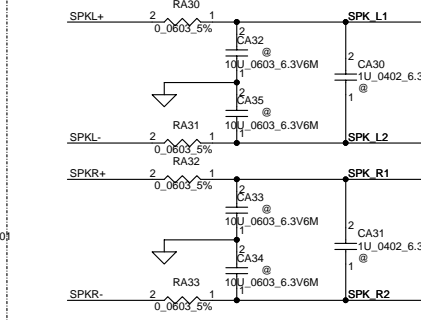 RA30
SPKL+ 2 1 SPK_L1
0_0603_5%
2
CA32
@
10U_0603_6.3V6M
1
2
CA30
1U_0402_6.3
@
1
2
CA35
@
10U_0603_6.3V6M
1
RA31
SPKL- 2 1 SPK_L2
0_0603_5%
RA32
SPKR+ 2 1 SPK_R1
0_0603_5%
2
CA33
@
10U_0603_6.3V6M
1
2
CA31
1U_0402_6.3
@
1
2
CA34
@
10U_0603_6.3V6M
1
RA33
SPKR- 2 1 SPK_R2
0_0603_5%